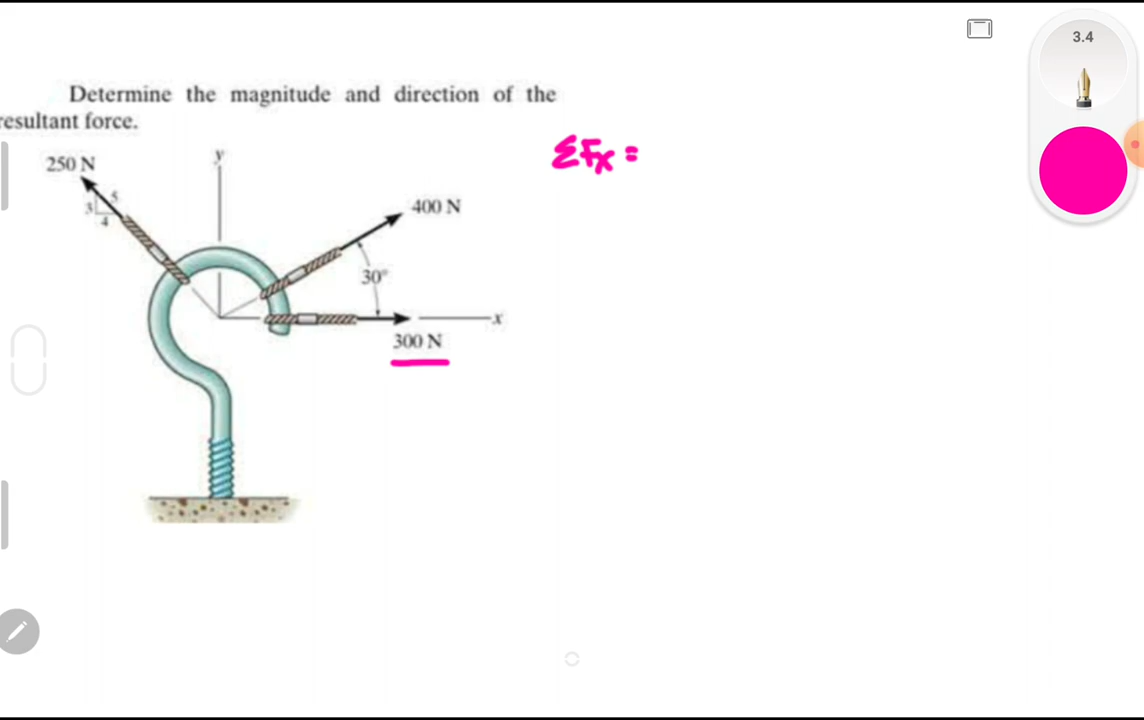 3.4
Determine the magnitude and direction of the
resultant force.
ΣFx =
250 N
y
5
3
4
400 N
30°
x
300 N